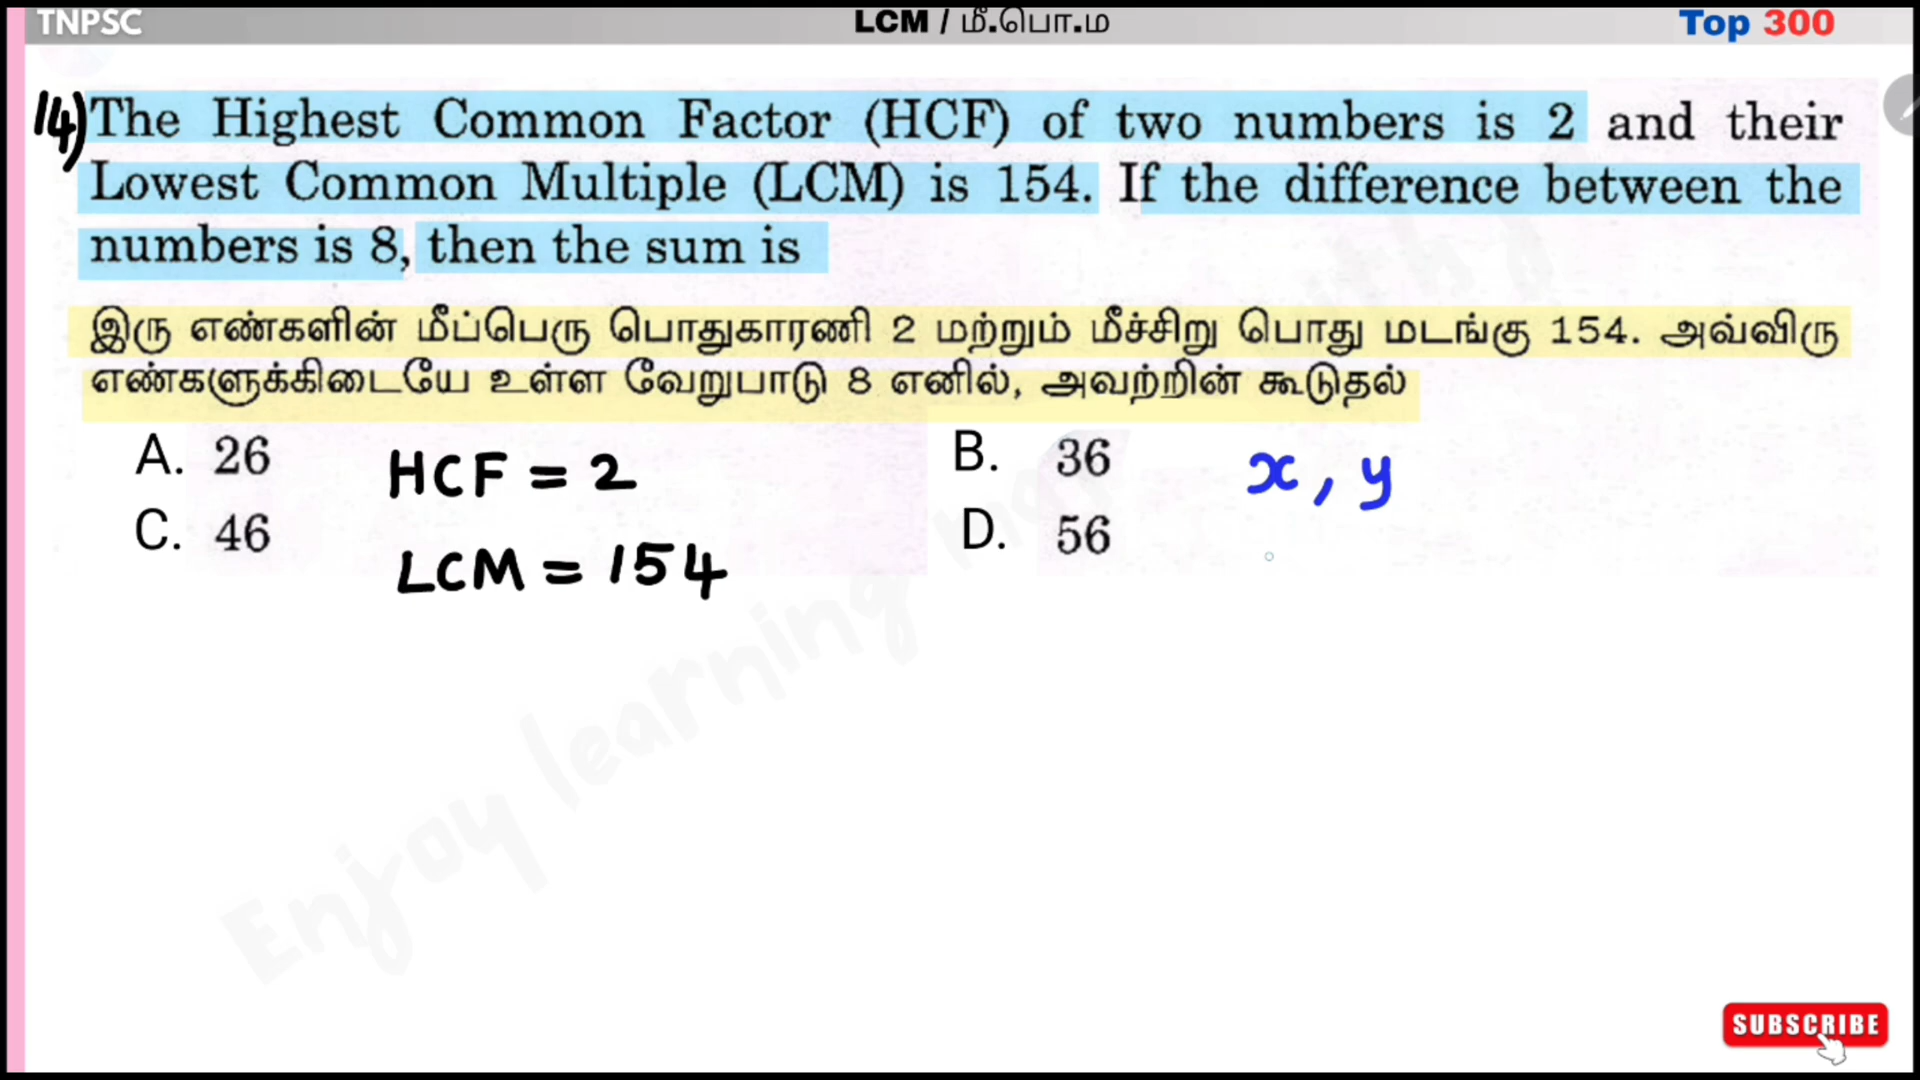 TNPSC
LCM / மீ.பொ.ம
Top 300
14) The Highest Common Factor (HCF) of two numbers is 2 and their
Lowest Common Multiple (LCM) is 154. If the difference between the
numbers is 8, then the sum is
இரு எண்களின் மீப்பெரு பொதுகாரணி 2 மற்றும் மீச்சிறு பொது மடங்கு 154. அவ்விரு
எண்களுக்கிடையே உள்ள வேறுபாடு 8 எனில், அவற்றின் கூடுதல்
A. 26
B. 36
C. 46
D. 56
HCF = 2
LCM = 154
x, y
Enjoy learning
SUBSCRIBE